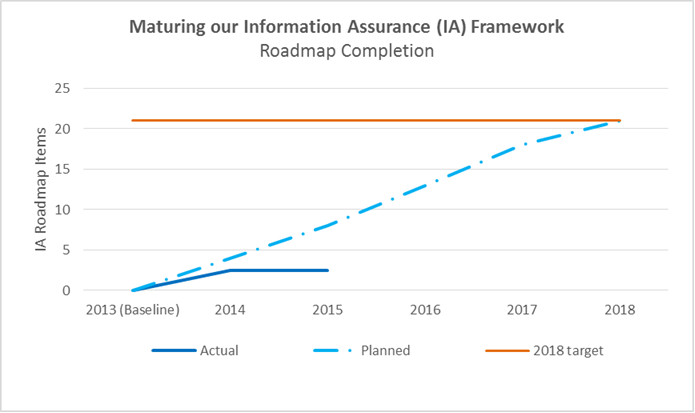 Maturing our Information Assurance (IA) Framework
Roadmap Completion
25
20
15
10
5
0
IA Roadmap Items
2013 (Baseline) 2014 2015 2016 2017 2018
Actual Planned 2018 target